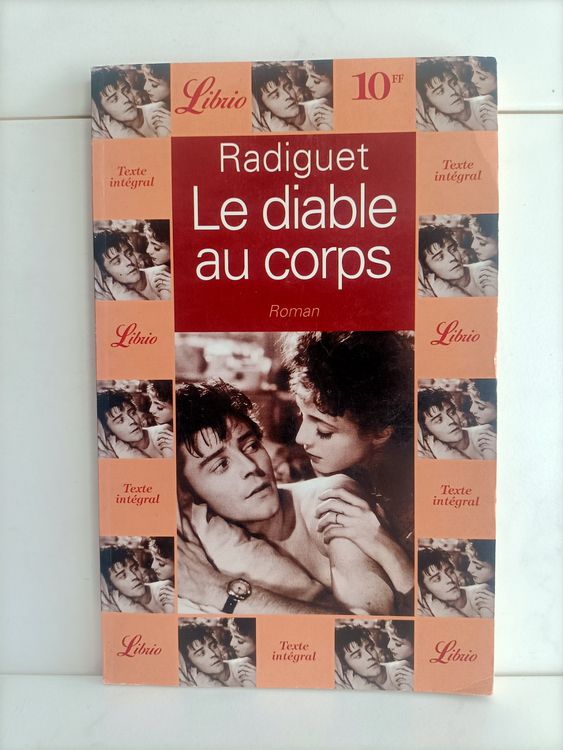 Librio
10FF
Texte
intégral
Radiguet
Le diable
au corps
Roman
Texte
intégral
Librio
Librio
Texte
intégral
Texte
intégral
Librio
Texte
intégral
Librio